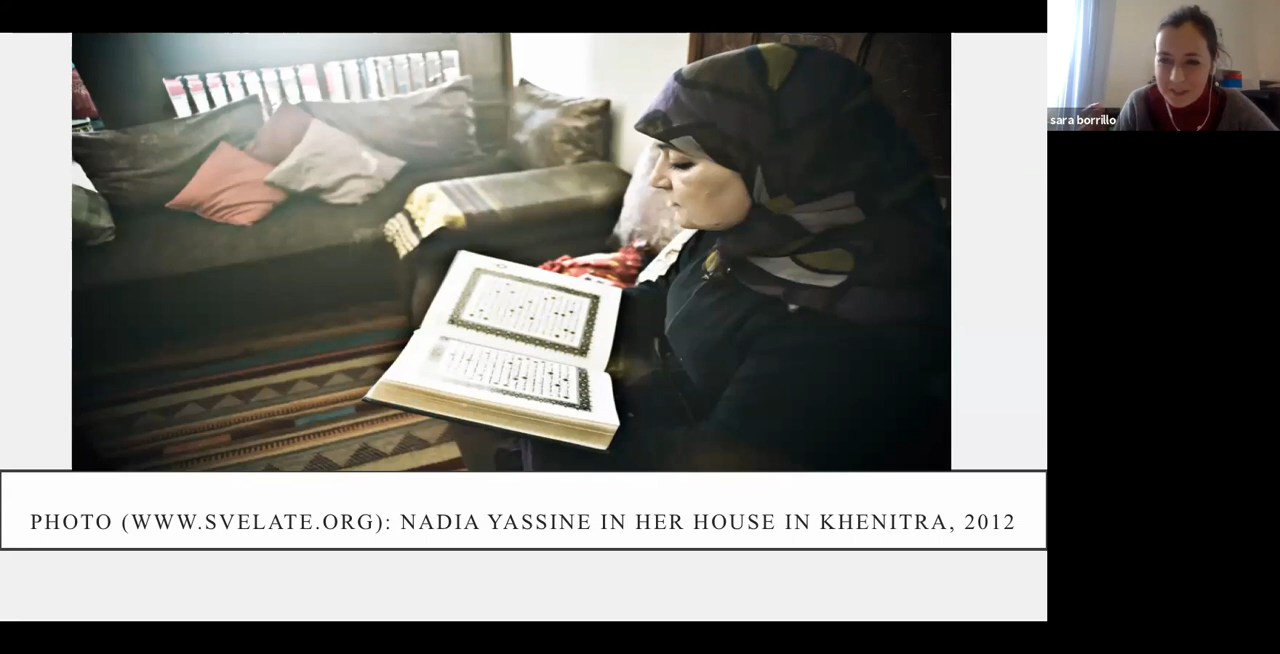 sara borrillo
PHOTO (WWW.SVELATE.ORG): NADIA YASSINE IN HER HOUSE IN KHENITRA, 2012